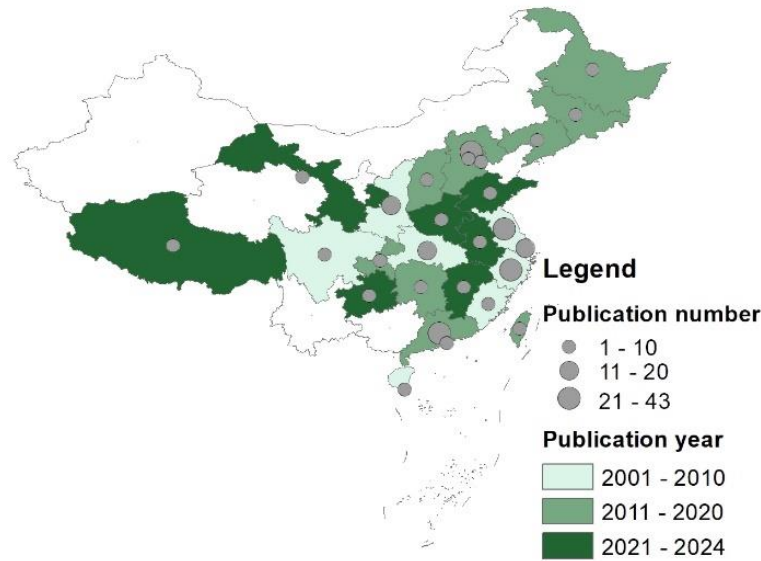 Legend
Publication number
1 - 10
11 - 20
21 - 43
Publication year
2001 - 2010
2011 - 2020
2021 - 2024